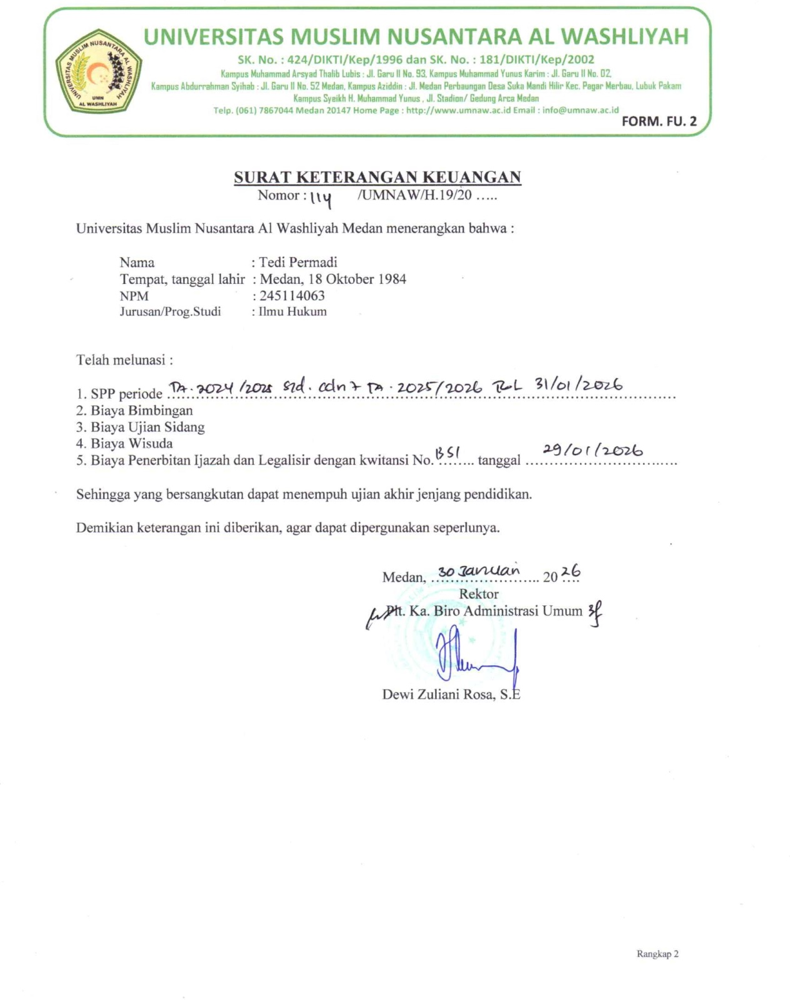 UNIVERSITAS MUSLIM NUSANTARA AL WASHLIYAH
UMN
AL WASHLIYAH
UNIVERSITAS MUSLIM NUSANTARA AL WASHLIYAH
SK. No. : 424/DIKTI/Kep/1996 dan SK. No. : 181/DIKTI/Kep/2002
Kampus Muhammad Arsyad Thalib Lubis : Jl. Garu II No. 93, Kampus Muhammad Yunus Karim : Jl. Garu II No. 02,
Kampus Abdurrahman Syihab : Jl. Garu II No. 52 Medan, Kampus Aziddin : Jl. Medan Perbaungan Desa Suka Mandi Hilir Kec. Pagar Merbau, Lubuk Pakam
Kampus Syeikh H. Muhammad Yunus , Jl. Stadion/ Gedung Arca Medan
Telp. (061) 7867044 Medan 20147 Home Page : http://www.umnaw.ac.id Email : info@umnaw.ac.id
FORM. FU. 2
SURAT KETERANGAN KEUANGAN
Nomor : 114 /UMNAW/H.19/20 .....
Universitas Muslim Nusantara Al Washliyah Medan menerangkan bahwa :
Nama : Tedi Permadi
Tempat, tanggal lahir : Medan, 18 Oktober 1984
NPM : 245114063
Jurusan/Prog.Studi : Ilmu Hukum
Telah melunasi :
1. SPP periode TA. 2024/2025 s/d. TA. 2025/2026 31/01/2026
2. Biaya Bimbingan
3. Biaya Ujian Sidang
4. Biaya Wisuda
5. Biaya Penerbitan Ijazah dan Legalisir dengan kwitansi No. BSI tanggal 29/01/2026
Sehingga yang bersangkutan dapat menempuh ujian akhir jenjang pendidikan.
Demikian keterangan ini diberikan, agar dapat dipergunakan seperlunya.
Medan, 30 Januari 2026
Rektor
Plt. Ka. Biro Administrasi Umum
Dewi Zuliani Rosa, S.E
Rangkap 2